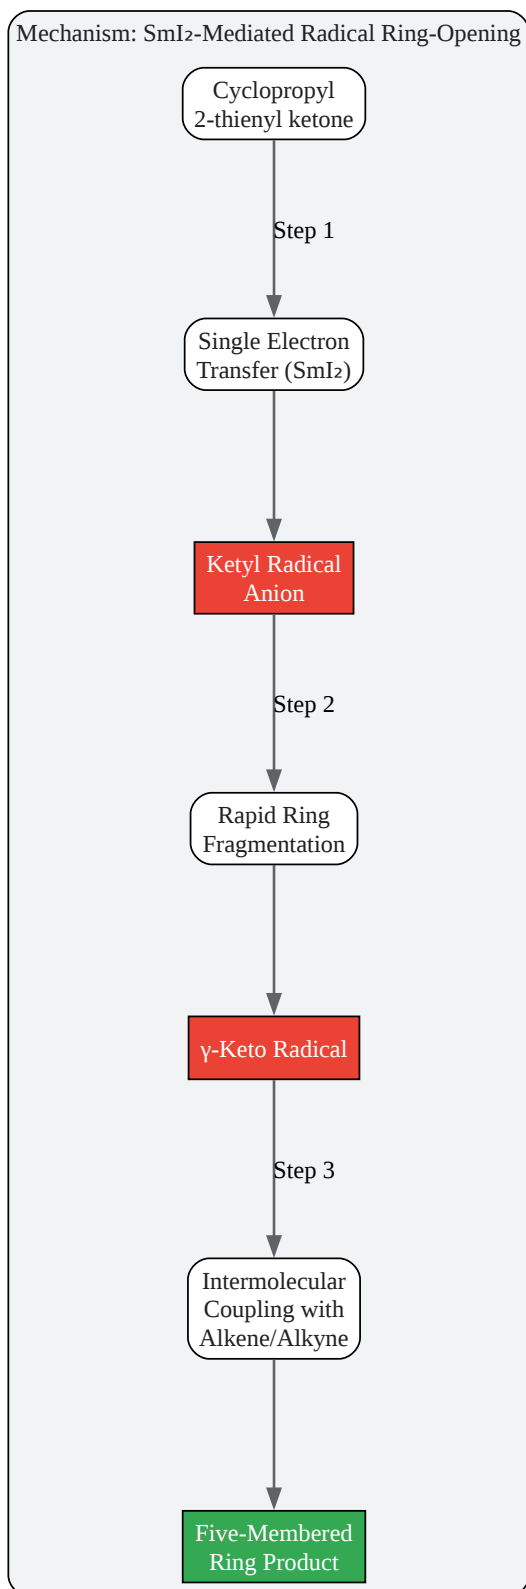 Mechanism: SmI₂-Mediated Radical Ring-Opening
Cyclopropyl
2-thienyl ketone
Step 1
Single Electron
Transfer (SmI₂)
Ketyl Radical
Anion
Step 2
Rapid Ring
Fragmentation
γ-Keto Radical
Step 3
Intermolecular
Coupling with
Alkene/Alkyne
Five-Membered
Ring Product